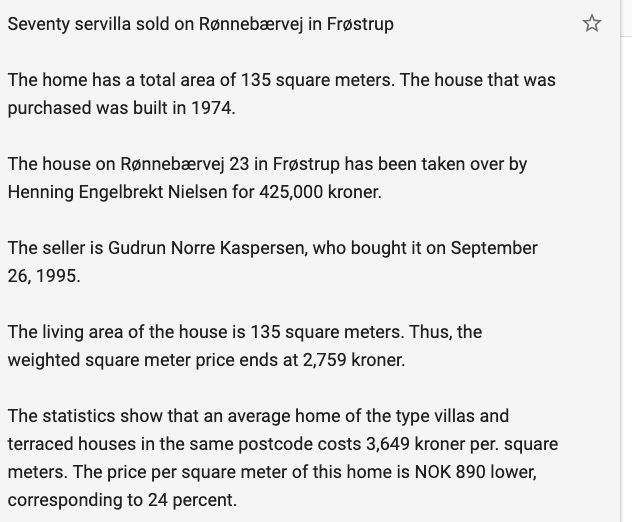 Seventy servilla sold on Rønnebærvej in Frøstrup
The home has a total area of 135 square meters. The house that was
purchased was built in 1974.
The house on Rønnebærvej 23 in Frøstrup has been taken over by
Henning Engelbrekt Nielsen for 425,000 kroner.
The seller is Gudrun Norre Kaspersen, who bought it on September
26, 1995.
The living area of the house is 135 square meters. Thus, the
weighted square meter price ends at 2,759 kroner.
The statistics show that an average home of the type villas and
terraced houses in the same postcode costs 3,649 kroner per. square
meters. The price per square meter of this home is NOK 890 lower,
corresponding to 24 percent.